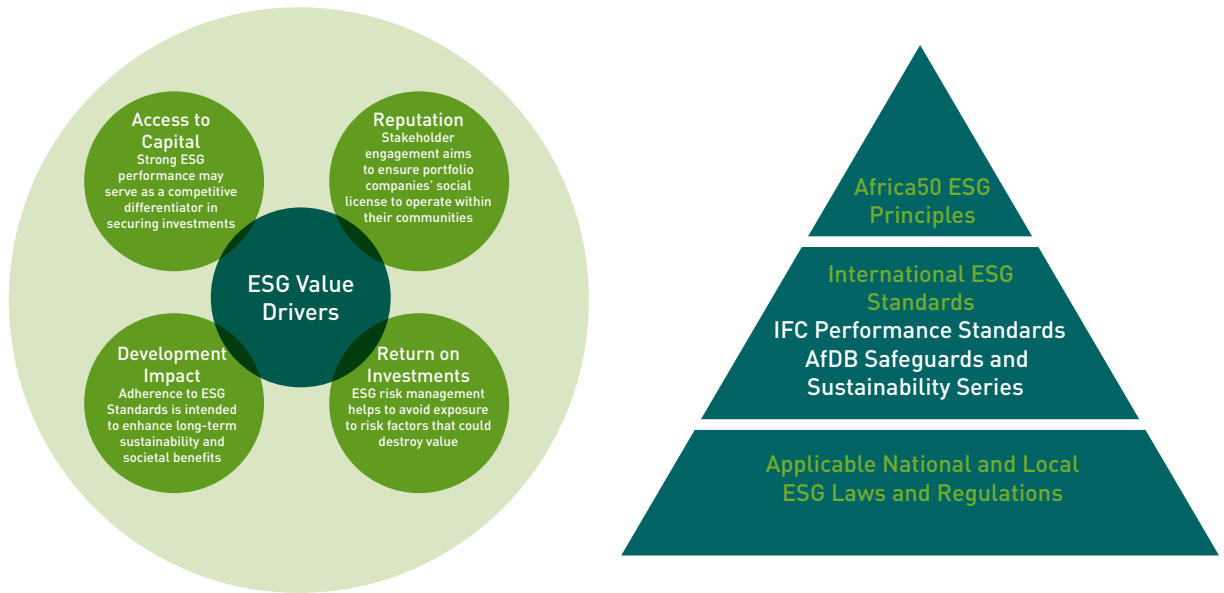 Access to
Capital
Strong ESG
performance may
serve as a competitive
differentiator in
securing investments
Reputation
Stakeholder
engagement aims
to ensure portfolio
companies’ social
license to operate within
their communities
ESG Value
Drivers
Development
Impact
Adherence to ESG
Standards is intended
to enhance long-term
sustainability and
societal benefits
Return on
Investments
ESG risk management
helps to avoid exposure
to risk factors that could
destroy value
Africa50 ESG
Principles
International ESG
Standards
IFC Performance Standards
AfDB Safeguards and
Sustainability Series
Applicable National and Local
ESG Laws and Regulations